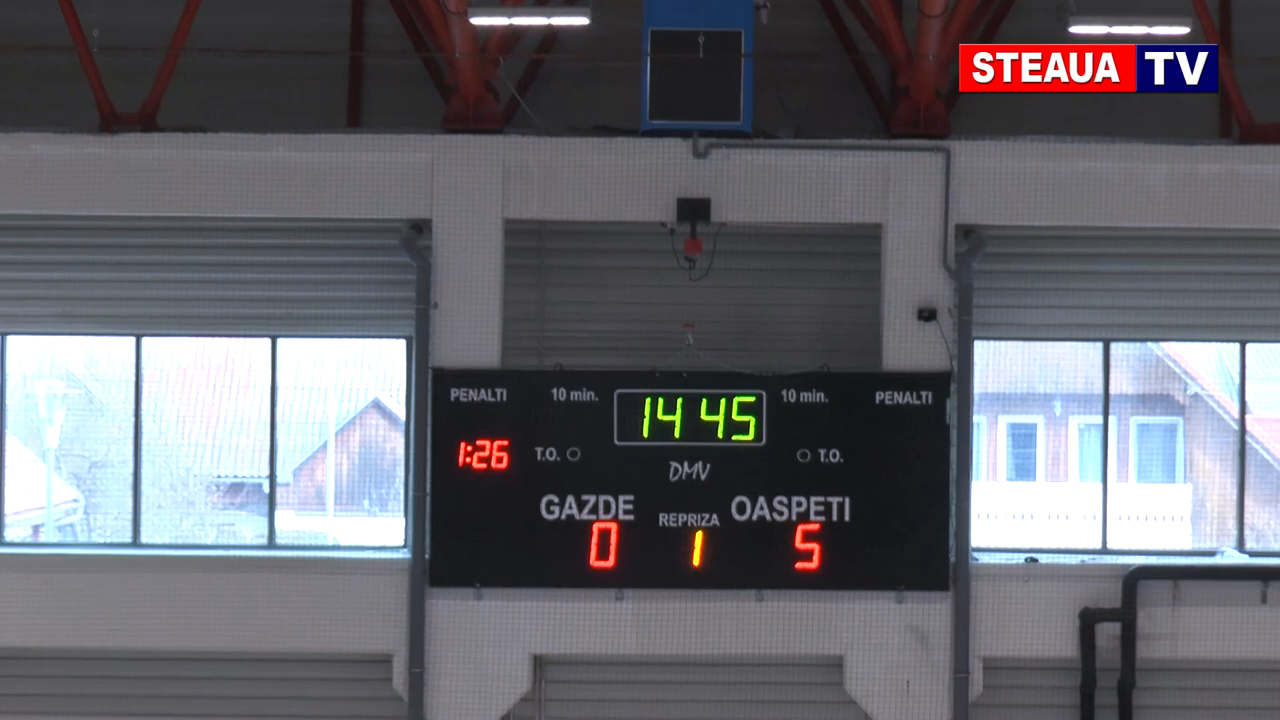 STEAUA TV
PENALTI 10 min. 14 45 10 min. PENALTI
1:26 T.O. T.O.
DMV
GAZDE REPRIZA OASPETI
0 1 5